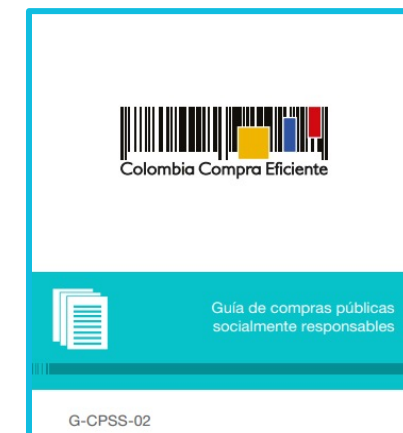 Colombia Compra Eficiente
Guía de compras públicas
socialmente responsables
G-CPSS-02